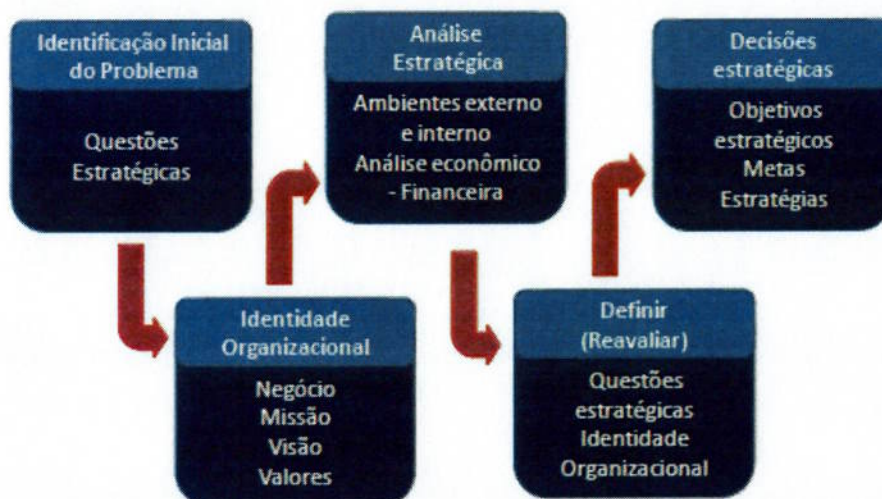 Identificação Inicial
do Problema
Questões
Estratégicas
Identidade
Organizacional
Negócio
Missão
Visão
Valores
Análise
Estratégica
Ambientes externo
e interno
Análise econômico
- Financeira
Definir
(Reavaliar)
Questões
estratégicas
Identidade
Organizacional
Decisões
estratégicas
Objetivos
estratégicos
Metas
Estratégias